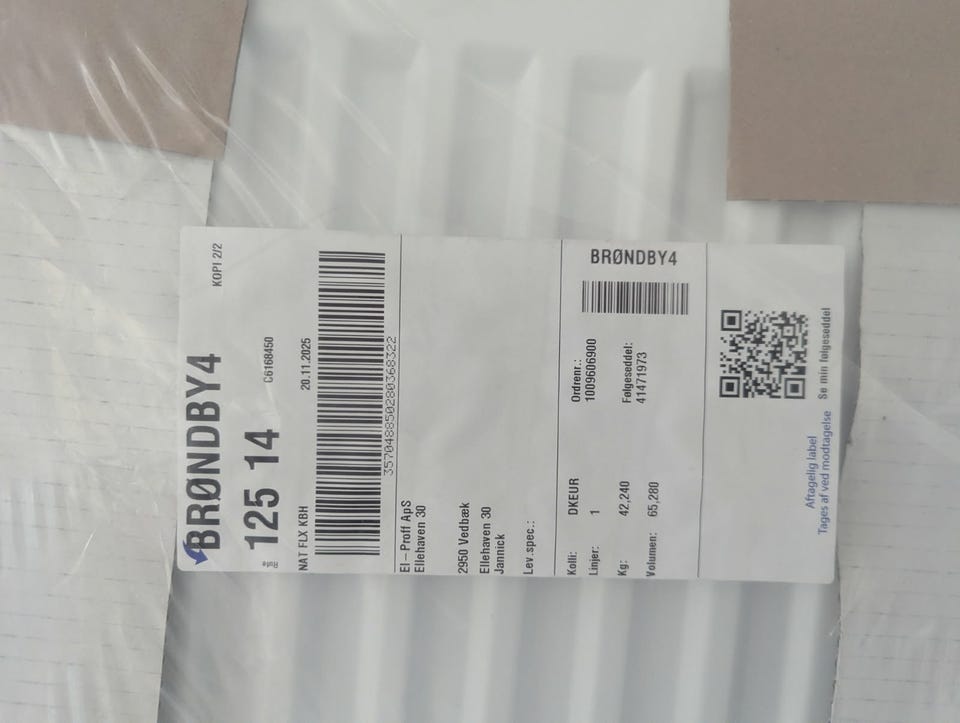 KOPI 2/2
BRØNDBY4
Rute 125 14 C6168450
NAT FLX KBH 20.11.2025
357048850280368322
El-Proff ApS
Ellehaven 30
2950 Vedbæk
Ellehaven 30
Jannick
Lev.spec.:
BRØNDBY4
Kolli: DKEUR Ordrenr.:
Linjer: 1 1009606900
Kg: 42,240 Følgeseddel:
41471973
Volumen: 65,280
Aftagelig label
Tages af ved modtagelse
Se min følgeseddel